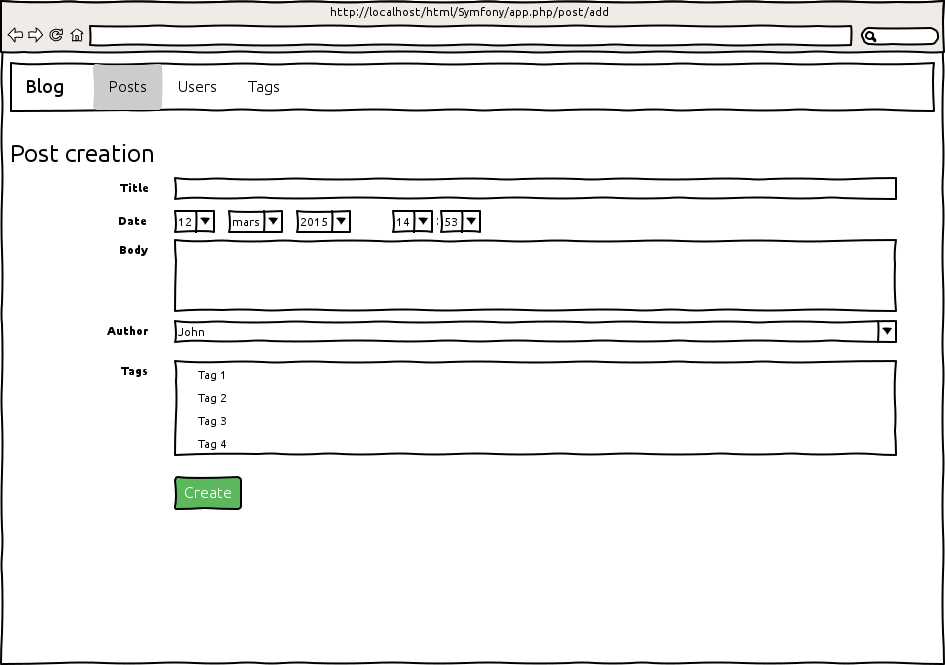 http://localhost/html/Symfony/app.php/post/add
Blog Posts Users Tags
Post creation
Title
Date 12 mars 2015 14 : 53
Body
Author John
Tags Tag 1
Tag 2
Tag 3
Tag 4
Create